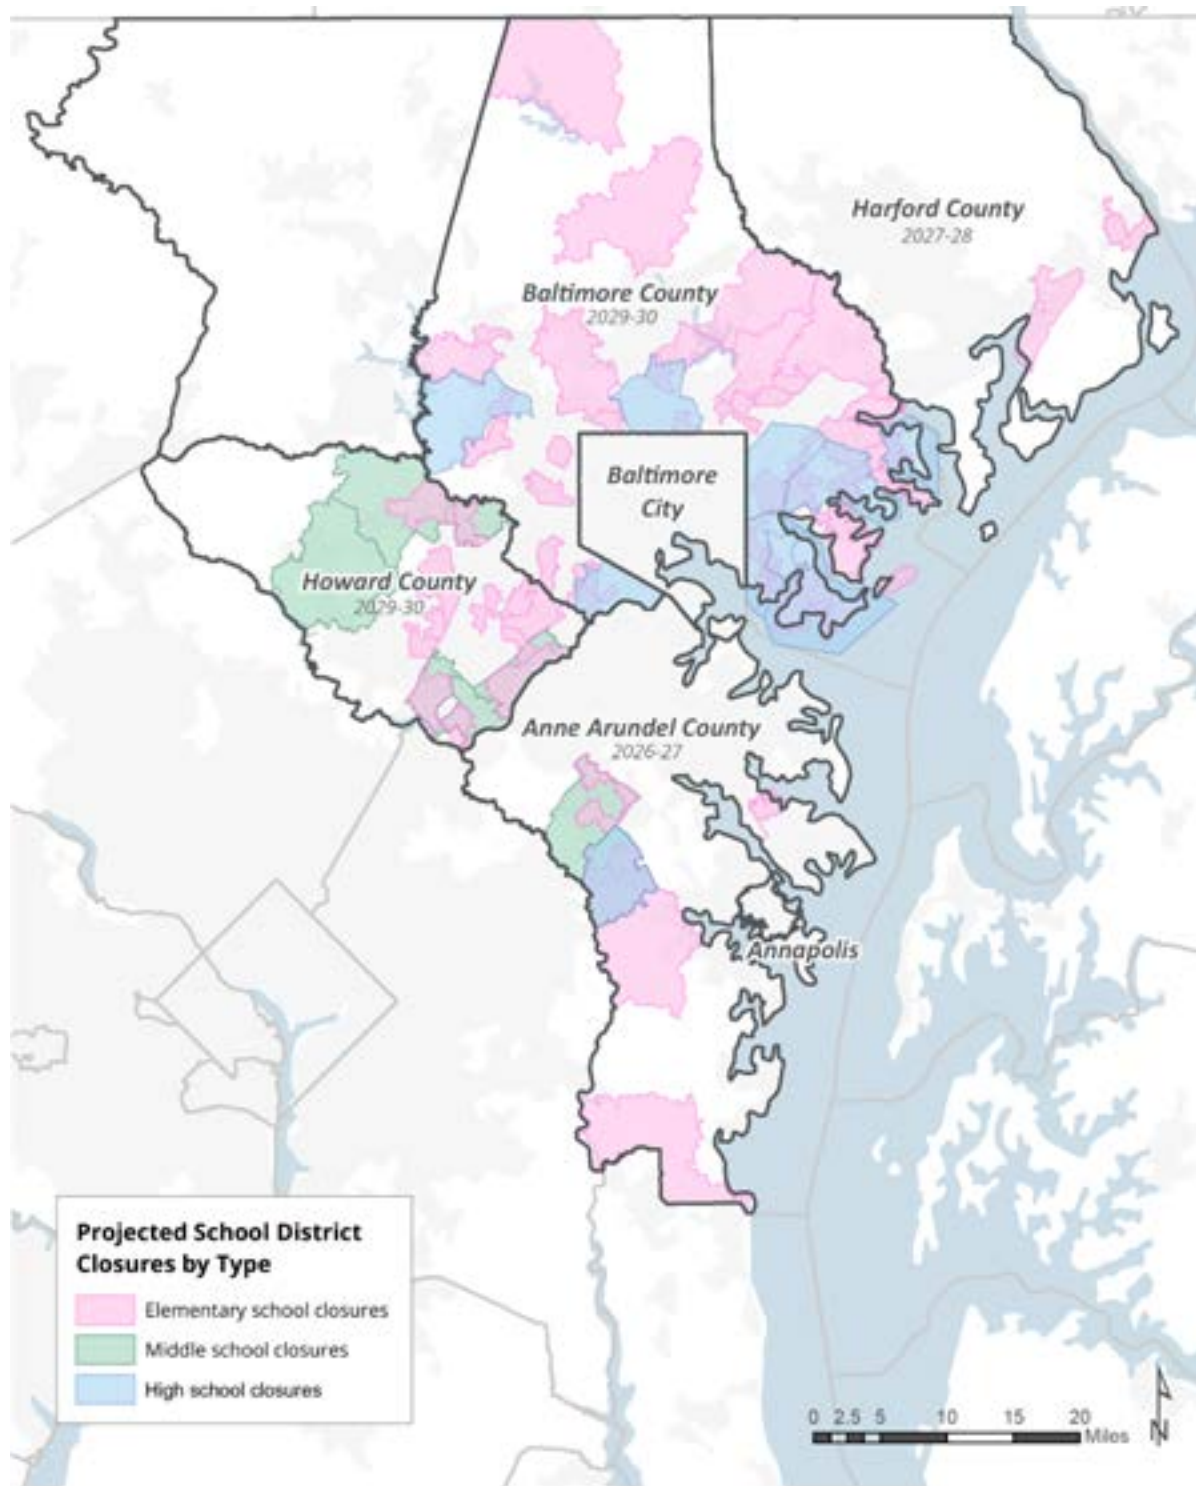 Harford County
2027-28
Baltimore County
2029-30
Baltimore
City
Howard County
2029-30
Anne Arundel County
2026-27
Annapolis
Projected School District
Closures by Type
Elementary school closures
Middle school closures
High school closures
0 2.5 5 10 15 20
Miles
N